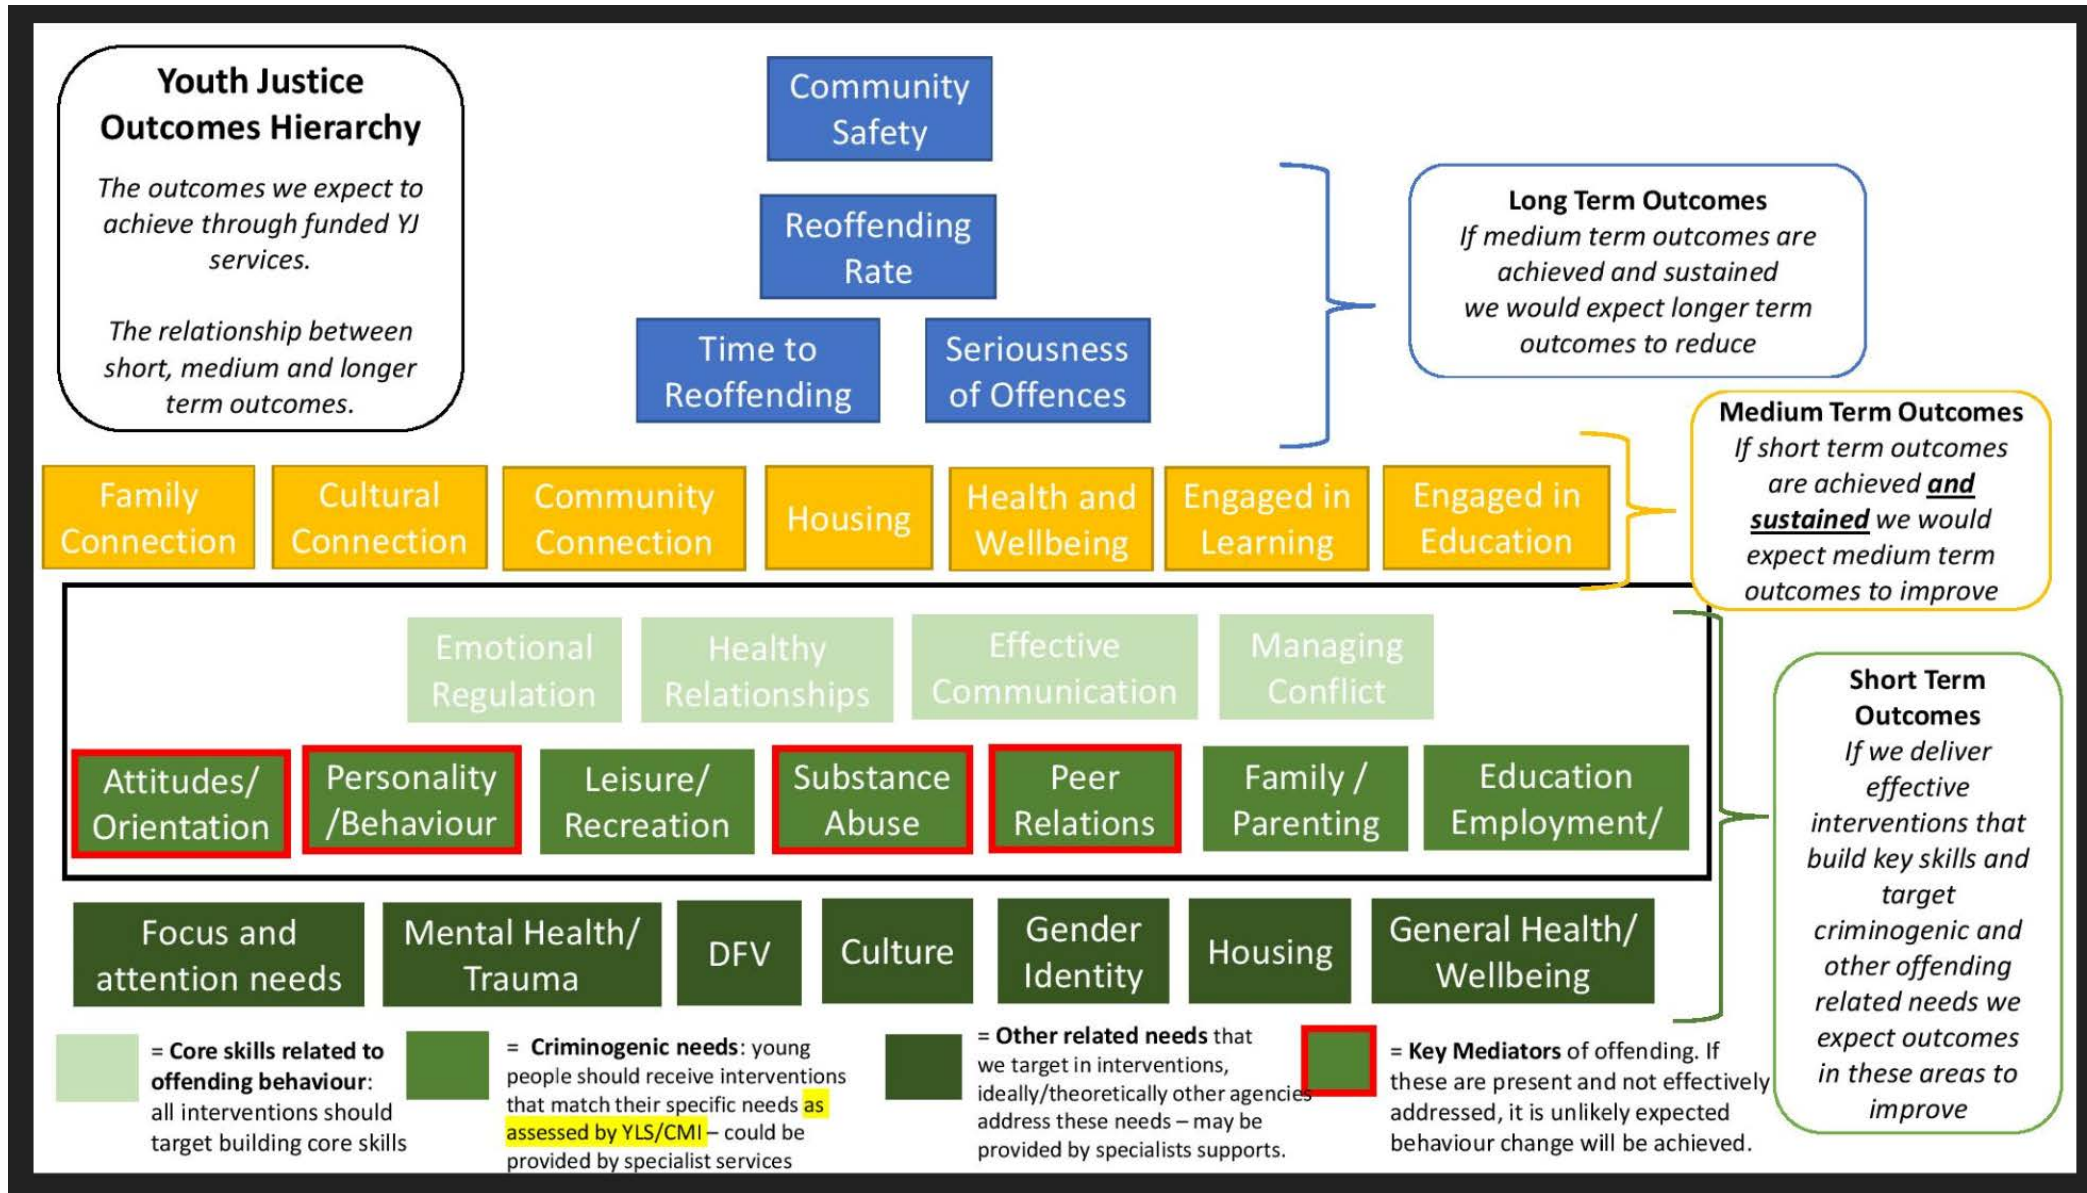 Youth Justice
Outcomes Hierarchy
The outcomes we expect to
achieve through funded YJ
services.
The relationship between
short, medium and longer
term outcomes.
Community
Safety
Reoffending
Rate
Time to
Reoffending
Seriousness
of Offences
Long Term Outcomes
If medium term outcomes are
achieved and sustained
we would expect longer term
outcomes to reduce
Family
Connection
Cultural
Connection
Community
Connection
Housing
Health and
Wellbeing
Engaged in
Learning
Engaged in
Education
Medium Term Outcomes
If short term outcomes
are achieved and
sustained we would
expect medium term
outcomes to improve
Emotional
Regulation
Healthy
Relationships
Effective
Communication
Managing
Conflict
Attitudes/
Orientation
Personality
/Behaviour
Leisure/
Recreation
Substance
Abuse
Peer
Relations
Family /
Parenting
Education
Employment/
Focus and
attention needs
Mental Health/
Trauma
DFV
Culture
Gender
Identity
Housing
General Health/
Wellbeing
Short Term
Outcomes
If we deliver
effective
interventions that
build key skills and
target
criminogenic and
other offending
related needs we
expect outcomes
in these areas to
improve
= Core skills related to
offending behaviour:
all interventions should
target building core skills
= Criminogenic needs: young
people should receive interventions
that match their specific needs as
assessed by YLS/CMI – could be
provided by specialist services
= Other related needs that
we target in interventions,
ideally/theoretically other agencies
address these needs – may be
provided by specialists supports.
= Key Mediators of offending. If
these are present and not effectively
addressed, it is unlikely expected
behaviour change will be achieved.